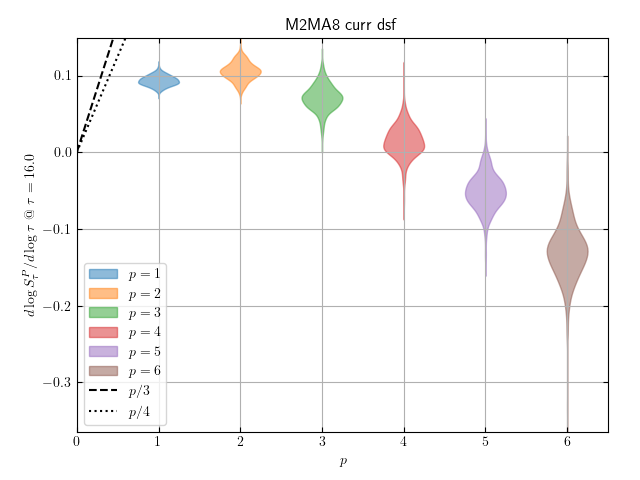 M2MA8 curr dsf
d log S_τ^P / d log τ @ τ = 16.0
0.1
0.0
−0.1
−0.2
−0.3
p = 1
p = 2
p = 3
p = 4
p = 5
p = 6
p/3
p/4
0 1 2 3 4 5 6
p